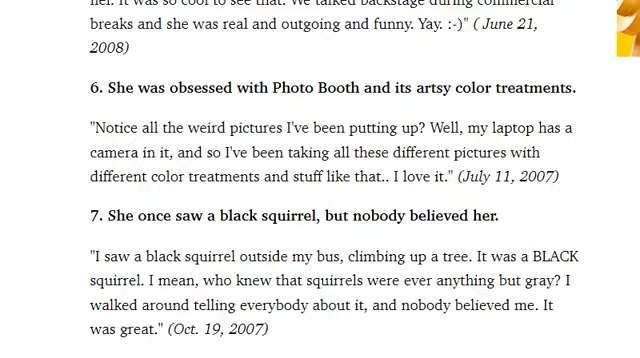 her. It was so cool to see that. We talked backstage during commercial
breaks and she was real and outgoing and funny. Yay. :-)" ( June 21,
2008)
6. She was obsessed with Photo Booth and its artsy color treatments.
"Notice all the weird pictures I've been putting up? Well, my laptop has a
camera in it, and so I've been taking all these different pictures with
different color treatments and stuff like that.. I love it." (July 11, 2007)
7. She once saw a black squirrel, but nobody believed her.
"I saw a black squirrel outside my bus, climbing up a tree. It was a BLACK
squirrel. I mean, who knew that squirrels were ever anything but gray? I
walked around telling everybody about it, and nobody believed me. It
was great." (Oct. 19, 2007)